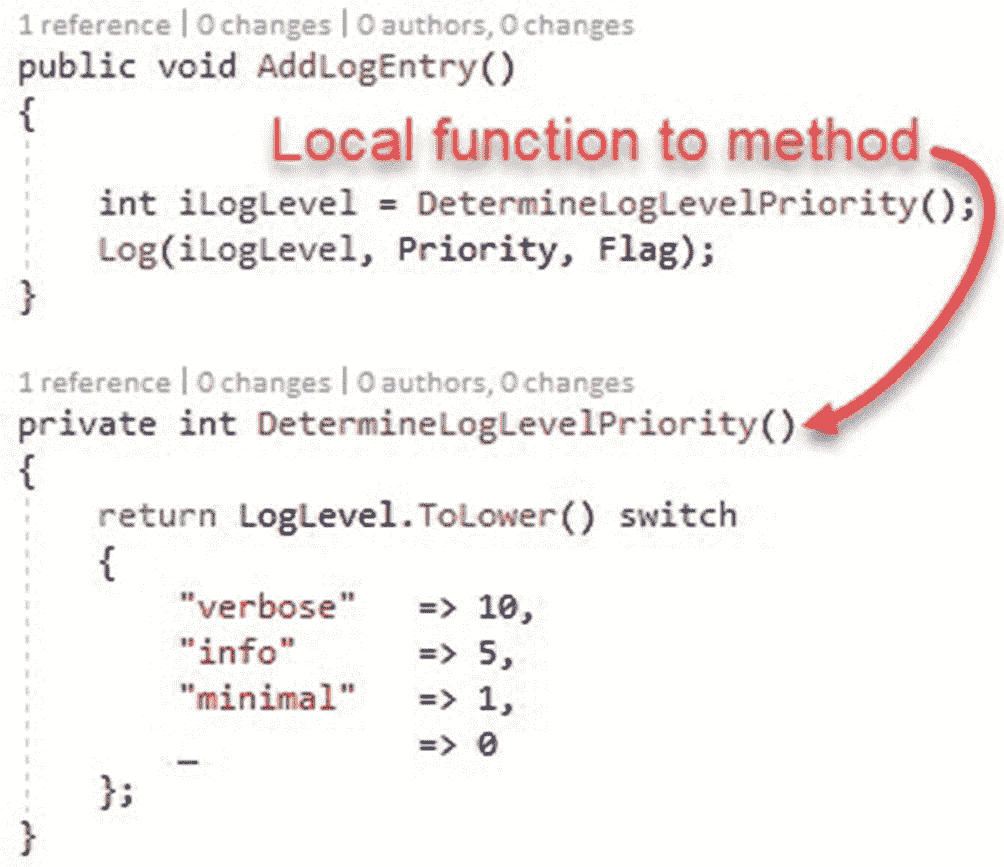 1 reference | 0 changes | 0 authors, 0 changes
public void AddLogEntry()
{
Local function to method
int iLogLevel = DetermineLogLevelPriority();
Log(iLogLevel, Priority, Flag);
}
1 reference | 0 changes | 0 authors, 0 changes
private int DetermineLogLevelPriority()
{
return LogLevel.ToLower() switch
{
"verbose" => 10,
"info" => 5,
"minimal" => 1,
_ => 0
};
}